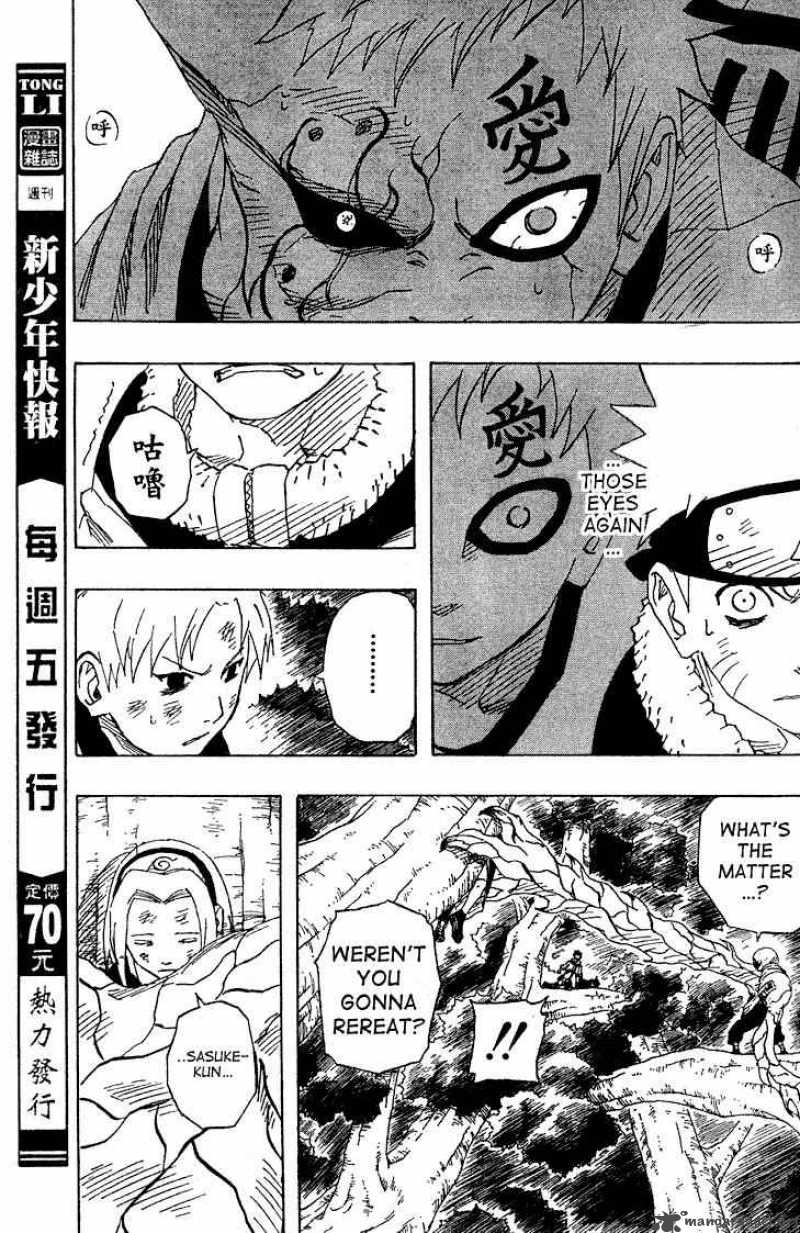 TONG
LI
漫畫
雜誌
週刊
新少年快報
每週五發行
定價
70
元
熱力發行
愛
呼
呼
愛
...
THOSE
EYES
AGAIN!
...
咕嚕
........
WHAT'S
THE
MATTER
...?
WEREN'T
YOU
GONNA
REREAT?
!!
..SASUKE-
KUN...